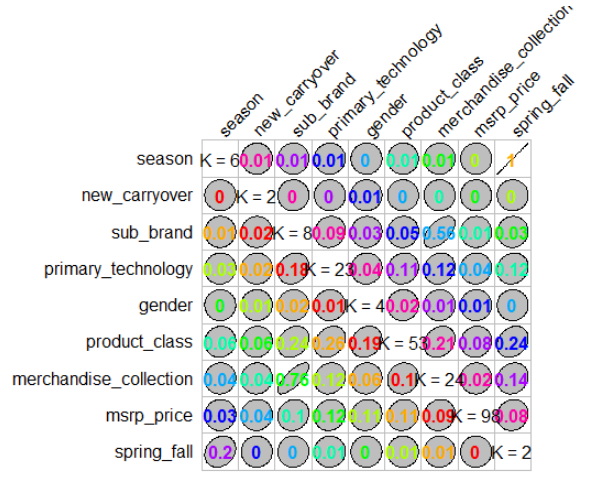 season new_carryover sub_brand primary_technology gender product_class merchandise_collection msrp_price spring_fall
season K = 6 0.01 0.01 0.01 0 0.01 0.01 0 1
new_carryover 0 K = 2 0 0 0.01 0 0 0 0
sub_brand 0.01 0.02 K = 8 0.09 0.03 0.05 0.56 0.01 0.03
primary_technology 0.03 0.02 0.18 K = 23 0.04 0.11 0.12 0.04 0.12
gender 0 0.01 0.02 0.01 K = 4 0.02 0.01 0.01 0
product_class 0.06 0.06 0.24 0.26 0.19 K = 53 0.21 0.08 0.24
merchandise_collection 0.04 0.04 0.75 0.12 0.06 0.1 K = 24 0.02 0.14
msrp_price 0.03 0.04 0.1 0.12 0.11 0.11 0.09 K = 98 0.08
spring_fall 0.2 0 0 0.01 0 0.01 0.01 0 K = 2